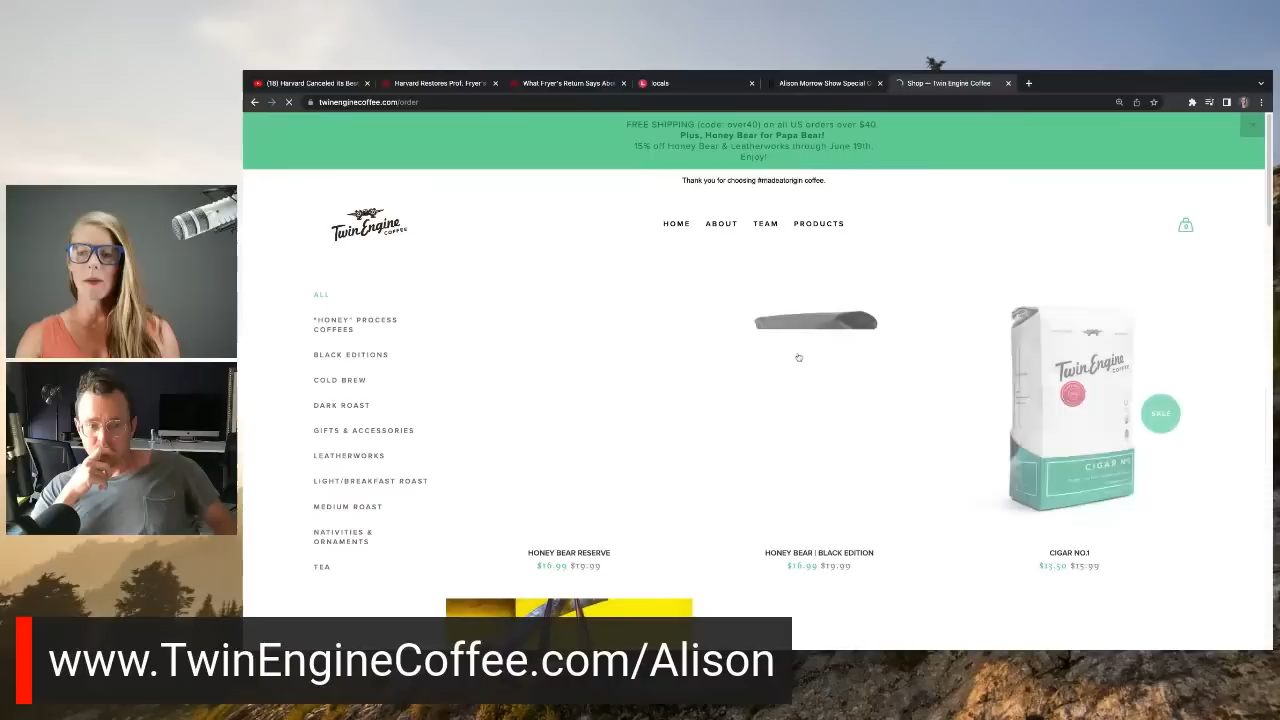 (18) Harvard Canceled its Best
Harvard Restores Prof. Fryer's
What Fryer's Return Says Abou
locals
Alison Morrow Show Special O
Shop — Twin Engine Coffee
twinenginecoffee.com/order
FREE SHIPPING (code: over40) on all US orders over $40.
Plus, Honey Bear for Papa Bear!
15% off Honey Bear & Leatherworks through June 19th.
Enjoy!
Thank you for choosing #madeatorigin coffee.
Twin Engine
COFFEE
HOME
ABOUT
TEAM
PRODUCTS
0
ALL
"HONEY" PROCESS
COFFEES
BLACK EDITIONS
COLD BREW
DARK ROAST
GIFTS & ACCESSORIES
LEATHERWORKS
LIGHT/BREAKFAST ROAST
MEDIUM ROAST
NATIVITIES &
ORNAMENTS
TEA
Twin Engine
COFFEE
CIGAR Nº1
SALE
HONEY BEAR RESERVE
$16.99 $19.99
HONEY BEAR | BLACK EDITION
$16.99 $19.99
CIGAR NO.1
$13.50 $15.99
www.TwinEngineCoffee.com/Alison